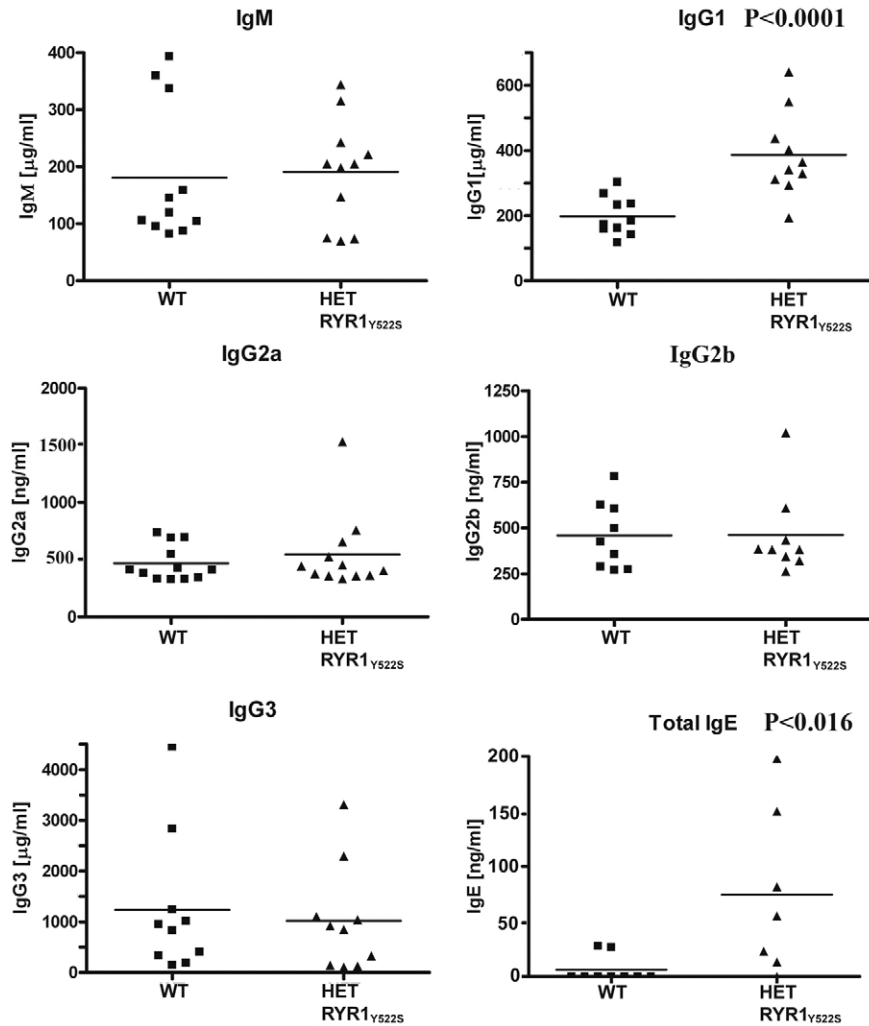 IgM
IgM [µg/ml]
400
300
200
100
0
WT
HET
RYR1Y522S
IgG1 P<0.0001
IgG1[µg/ml]
600
400
200
0
WT
HET
RYR1Y522S
IgG2a
IgG2a [ng/ml]
2000
1500
1000
500
0
WT
HET
RYR1Y522S
IgG2b
IgG2b [ng/ml]
1250
1000
750
500
250
0
WT
HET
RYR1Y522S
IgG3
IgG3 [µg/ml]
4000
3000
2000
1000
0
WT
HET
RYR1Y522S
Total IgE P<0.016
IgE [ng/ml]
200
150
100
50
0
WT
HET
RYR1Y522S